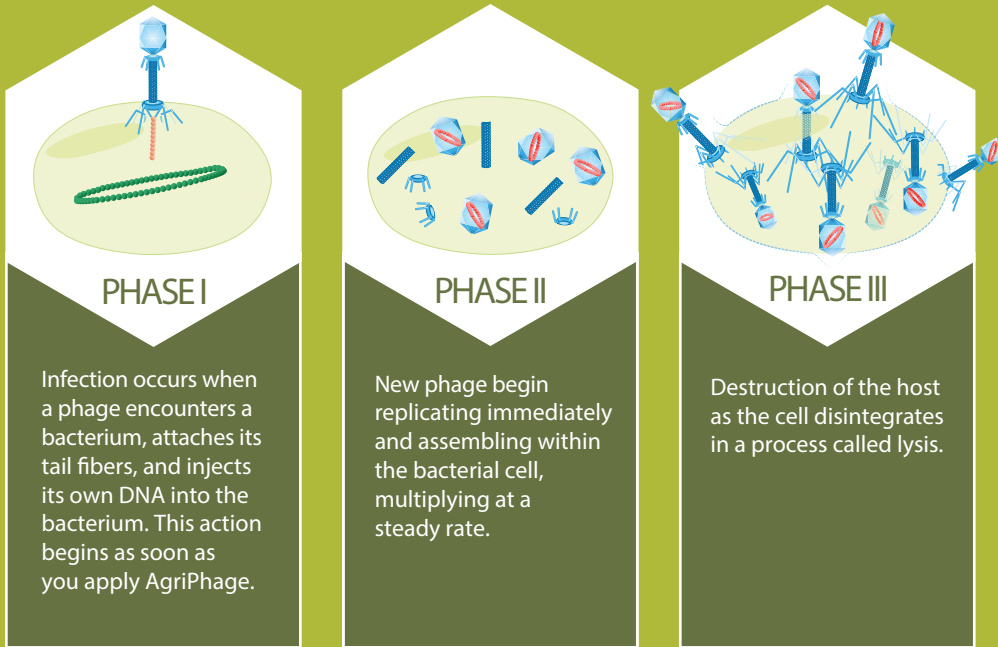 PHASE I
Infection occurs when
a phage encounters a
bacterium, attaches its
tail fibers, and injects
its own DNA into the
bacterium. This action
begins as soon as
you apply AgriPhage.
PHASE II
New phage begin
replicating immediately
and assembling within
the bacterial cell,
multiplying at a
steady rate.
PHASE III
Destruction of the host
as the cell disintegrates
in a process called lysis.